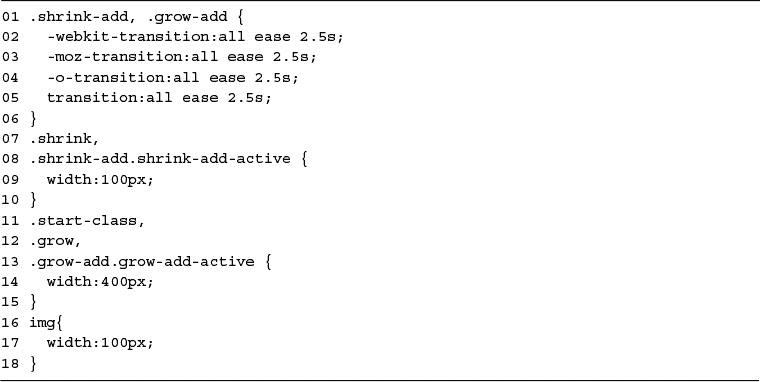 01 .shrink-add, .grow-add {
02   -webkit-transition:all ease 2.5s;
03   -moz-transition:all ease 2.5s;
04   -o-transition:all ease 2.5s;
05   transition:all ease 2.5s;
06 }
07 .shrink,
08 .shrink-add.shrink-add-active {
09   width:100px;
10 }
11 .start-class,
12 .grow,
13 .grow-add.grow-add-active {
14   width:400px;
15 }
16 img{
17   width:100px;
18 }